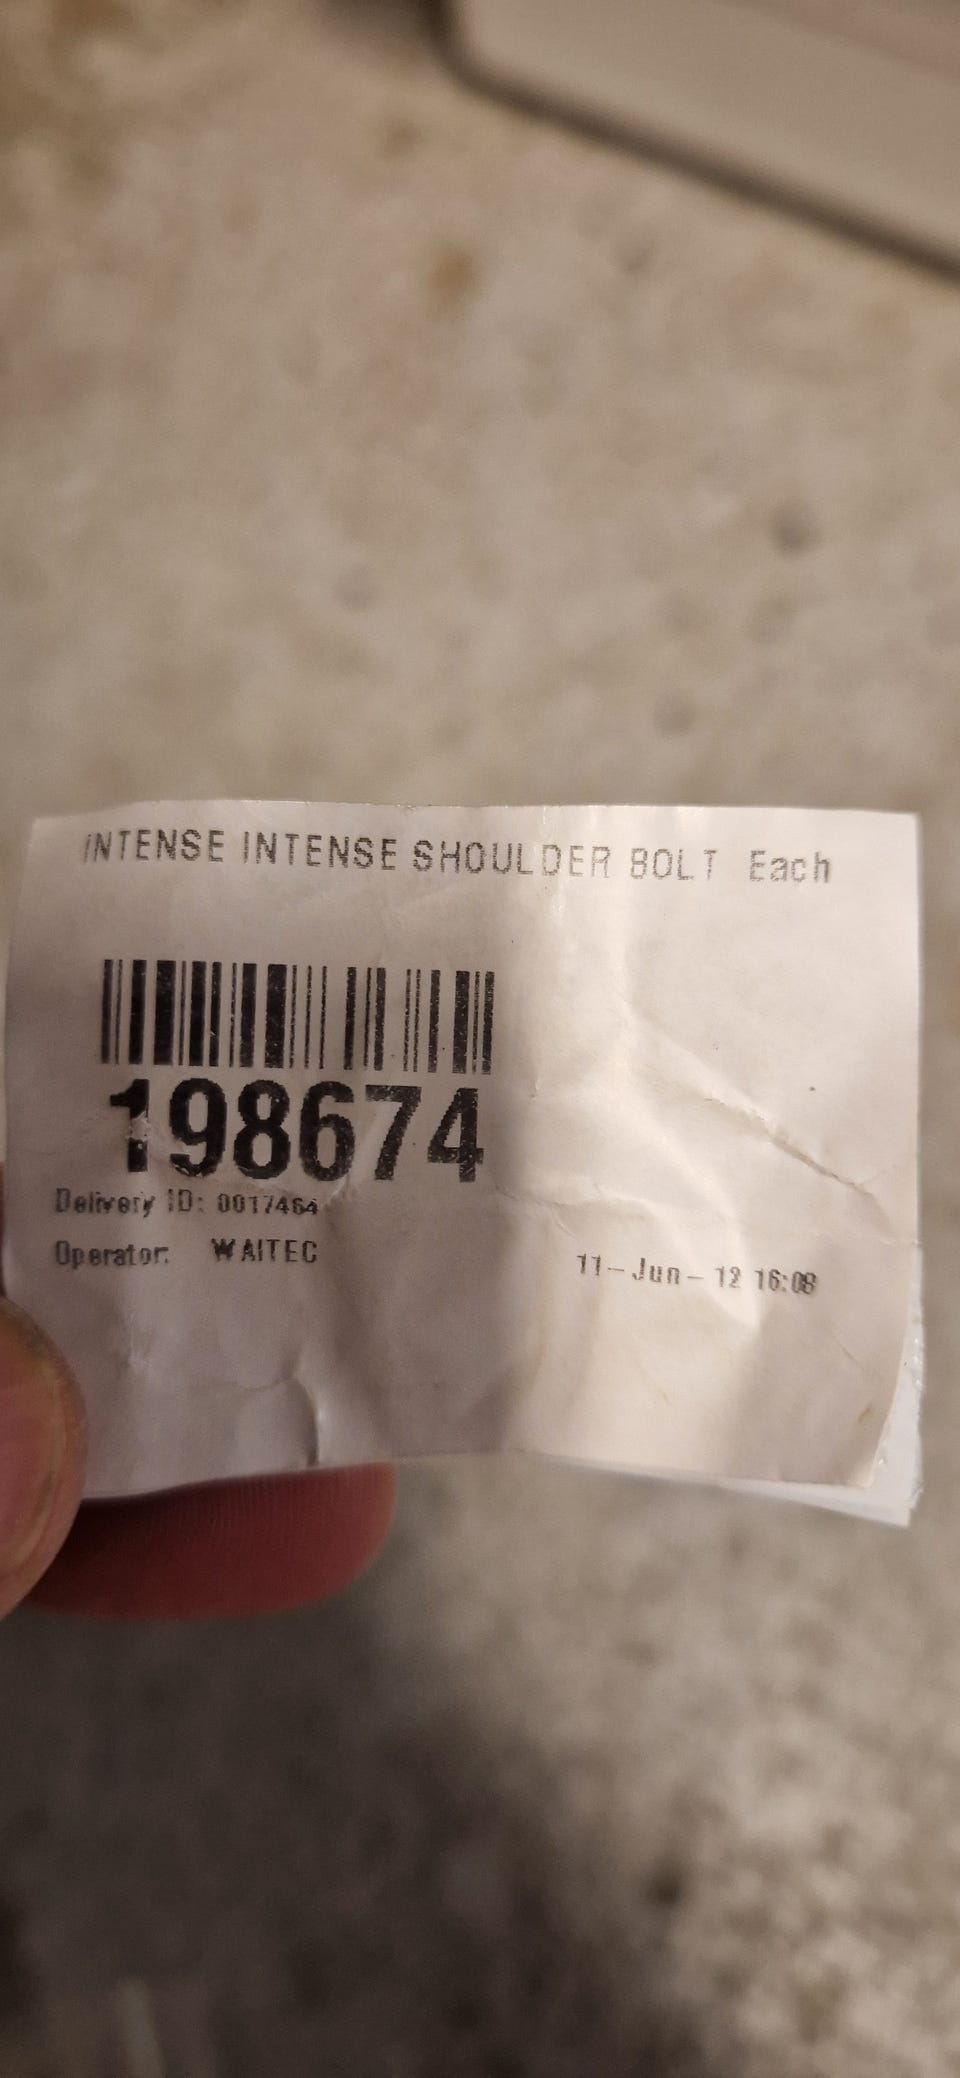 INTENSE INTENSE SHOULDER BOLT Each
198674
Delivery ID: 0017464
Operator: WAITEC
11-Jun-12 16:08